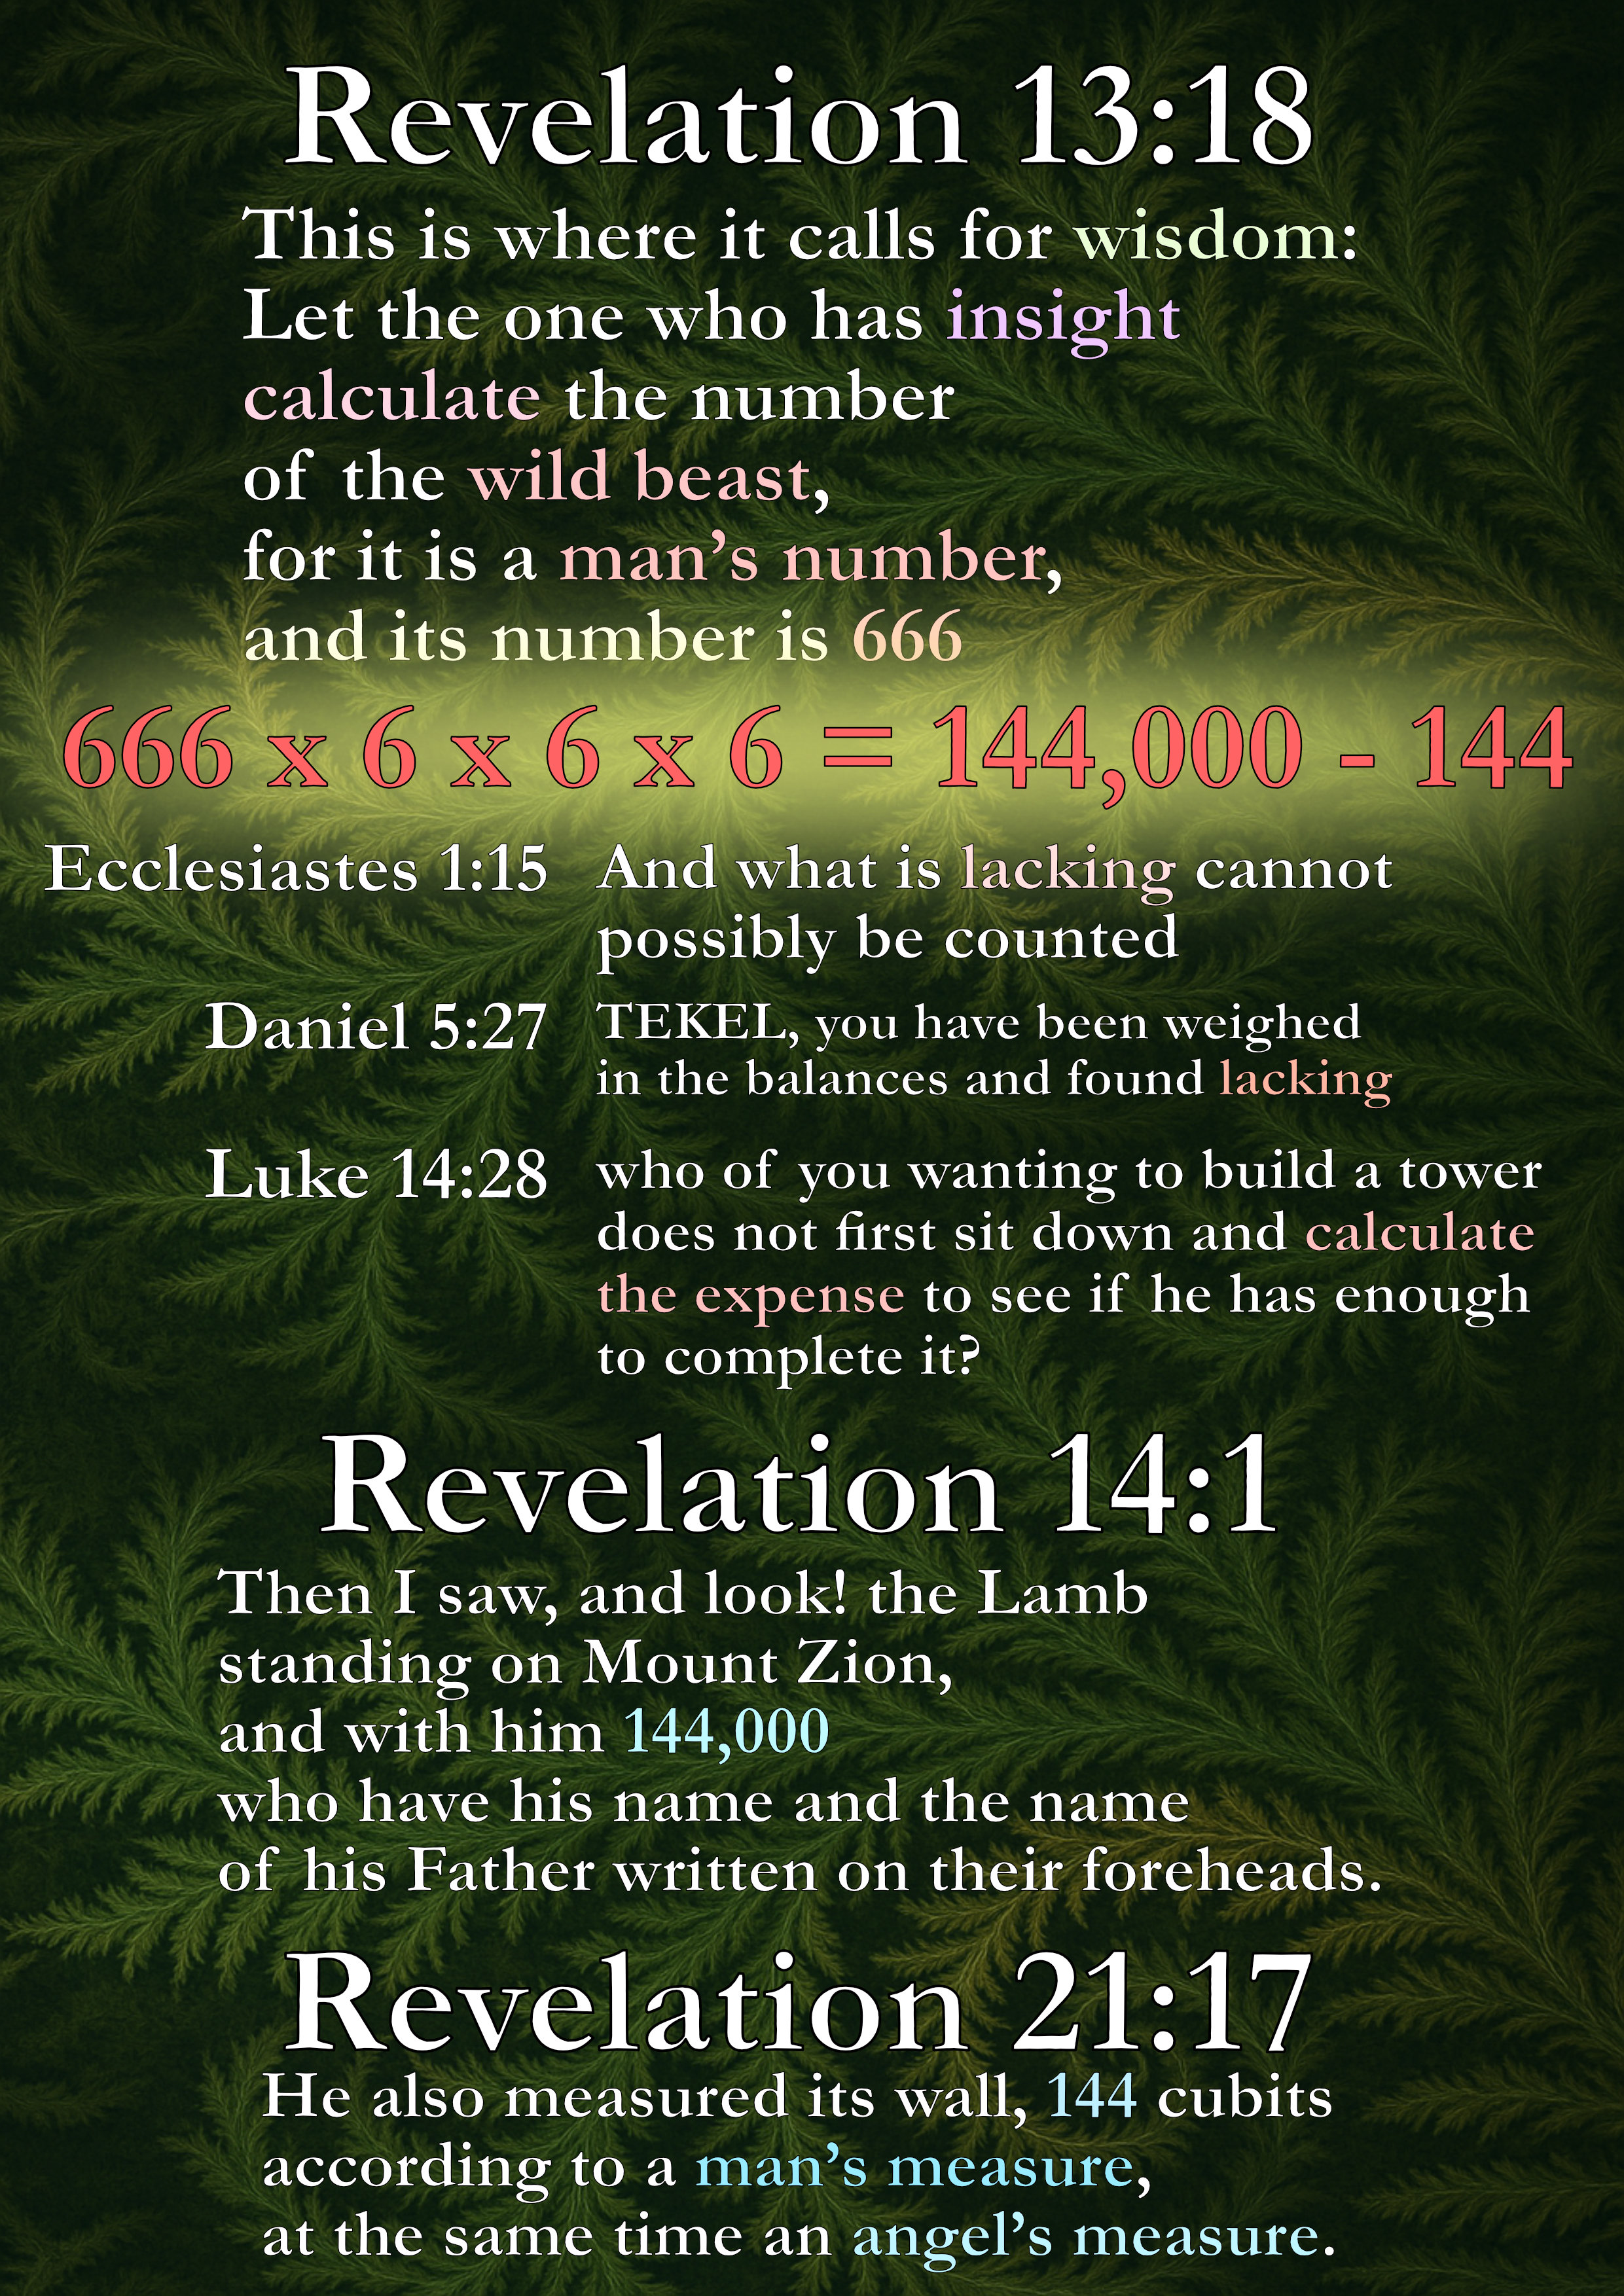 Revelation 13:18
This is where it calls for wisdom:
Let the one who has insight
calculate the number
of the wild beast,
for it is a man’s number,
and its number is 666
666 x 6 x 6 x 6 = 144,000 - 144
Ecclesiastes 1:15 And what is lacking cannot
possibly be counted
Daniel 5:27 TEKEL, you have been weighed
in the balances and found lacking
Luke 14:28 who of you wanting to build a tower
does not first sit down and calculate
the expense to see if he has enough
to complete it?
Revelation 14:1
Then I saw, and look! the Lamb
standing on Mount Zion,
and with him 144,000
who have his name and the name
of his Father written on their foreheads.
Revelation 21:17
He also measured its wall, 144 cubits
according to a man’s measure,
at the same time an angel’s measure.